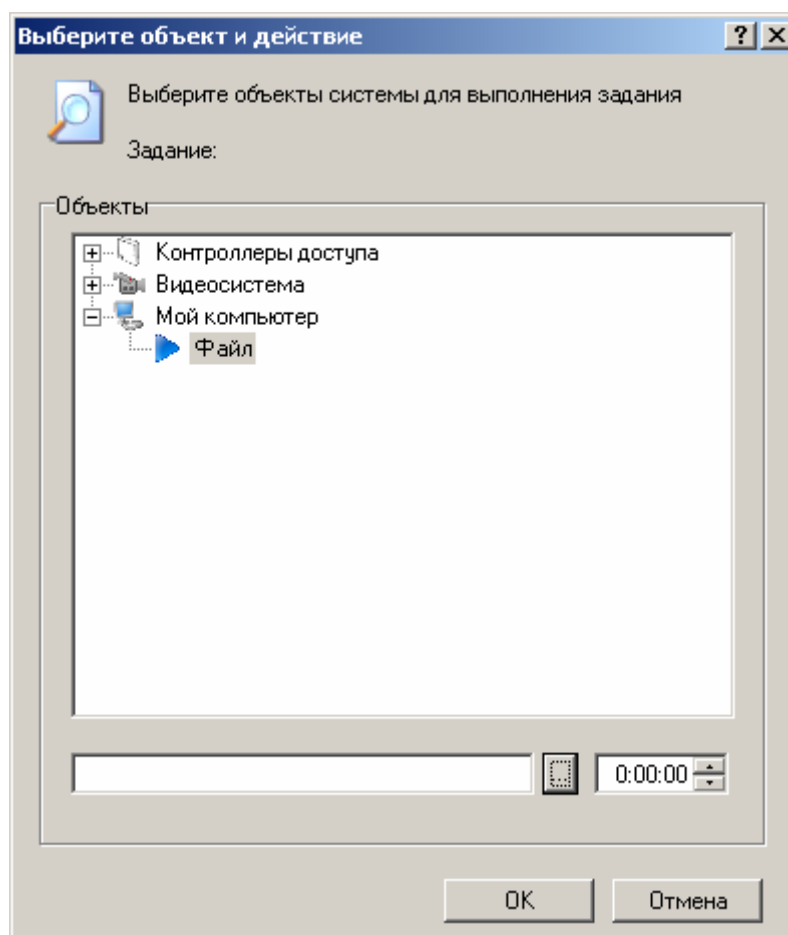 Выберите объект и действие
Выберите объекты системы для выполнения задания
Задание:
Объекты
Контроллеры доступа
Видеосистема
Мой компьютер
Файл
... 0:00:00
OK Отмена